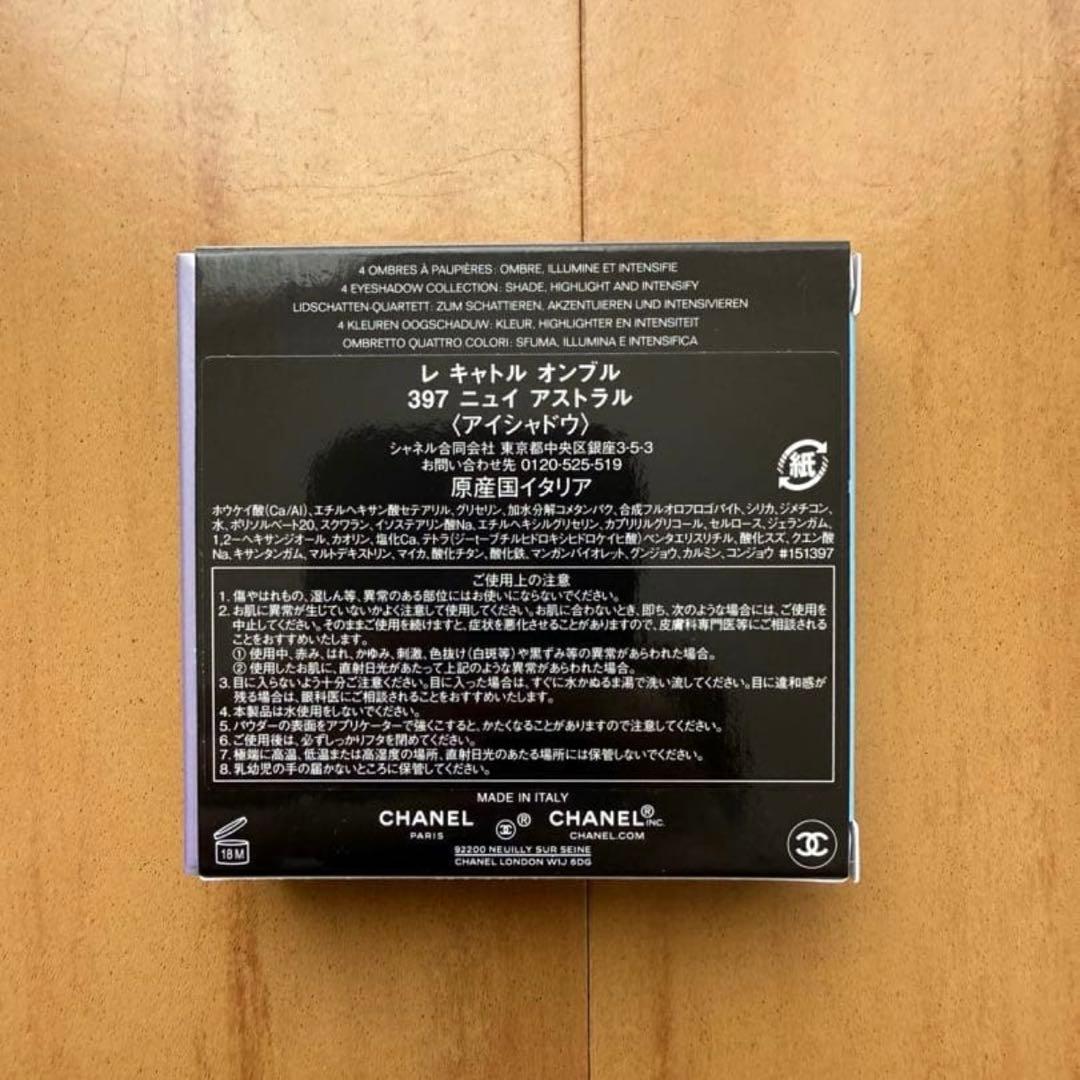 4 OMBRES À PAUPIÈRES: OMBRE, ILLUMINE ET INTENSIFIE
4 EYESHADOW COLLECTION: SHADE, HIGHLIGHT AND INTENSIFY
LIDSCHATTEN-QUARTETT: ZUM SCHATTIEREN, AKZENTUIEREN UND INTENSIVIEREN
4 KLEUREN OOGSCHADUW: KLEUR, HIGHLIGHTER EN INTENSITEIT
OMBRETTO QUATTRO COLORI: SFUMA, ILLUMINA E INTENSIFICA
レ キャトル オンブル
397 ニュイ アストラル
〈アイシャドウ〉
シャネル合同会社 東京都中央区銀座3-5-3
お問い合わせ先 0120-525-519
紙
原産国イタリア
ホウケイ酸(Ca/Al)、エチルヘキサン酸セテアリル、グリセリン、加水分解コメタンパク、合成フルオロフロゴパイト、シリカ、ジメチコン、
水、ポリソルベート20、スクワラン、イソステアリン酸Na、エチルヘキシルグリセリン、カプリリルグリコール、セルロース、ジェランガム、
1,2-ヘキサンジオール、カオリン、塩化Ca、テトラ(ジ-t-ブチルヒドロキシヒドロケイヒ酸)ペンタエリスリチル、酸化スズ、クエン酸
Na、キサンタンガム、マルトデキストリン、マイカ、酸化チタン、酸化鉄、マンガンバイオレット、グンジョウ、カルミン、コンジョウ #151397
ご使用上の注意
1. 傷やはれもの、湿しん等、異常のある部位にはお使いにならないでください。
2. お肌に異常が生じていないかよく注意して使用してください。お肌に合わないとき、即ち、次のような場合には、ご使用を
中止してください。そのままご使用を続けますと、症状を悪化させることがありますので、皮膚科専門医等にご相談される
ことをおすすめいたします。
① 使用中、赤み、はれ、かゆみ、刺激、色抜け(白斑等)や黒ずみ等の異常があらわれた場合。
② 使用したお肌に、直射日光があたって上記のような異常があらわれた場合。
3. 目に入らないよう十分ご注意ください。目に入った場合は、すぐに水かぬるま湯で洗い流してください。目に違和感が
残る場合は、眼科医にご相談されることをおすすめいたします。
4. 本製品は水使用をしないでください。
5. パウダーの表面をアプリケーターで強くこすると、かたくなることがありますので注意してください。
6. ご使用後は、必ずしっかりフタを閉めてください。
7. 極端に高温、低温または高湿度の場所、直射日光のあたる場所には保管しないでください。
8. 乳幼児の手の届かないところに保管してください。
MADE IN ITALY
CHANEL ® CHANEL® INC.
PARIS CHANEL.COM
92200 NEUILLY SUR SEINE
CHANEL LONDON W1J 6DG
18 M